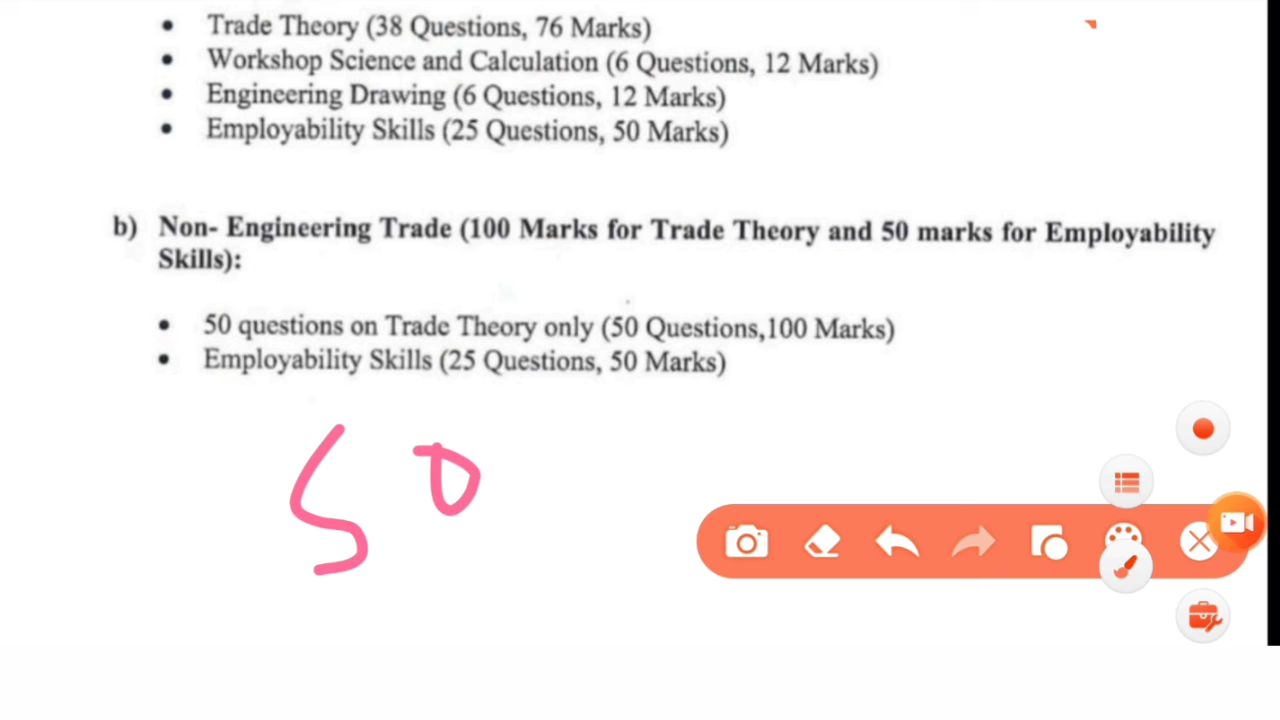 • Trade Theory (38 Questions, 76 Marks)
• Workshop Science and Calculation (6 Questions, 12 Marks)
• Engineering Drawing (6 Questions, 12 Marks)
• Employability Skills (25 Questions, 50 Marks)
b) Non- Engineering Trade (100 Marks for Trade Theory and 50 marks for Employability
Skills):
• 50 questions on Trade Theory only (50 Questions,100 Marks)
• Employability Skills (25 Questions, 50 Marks)
50